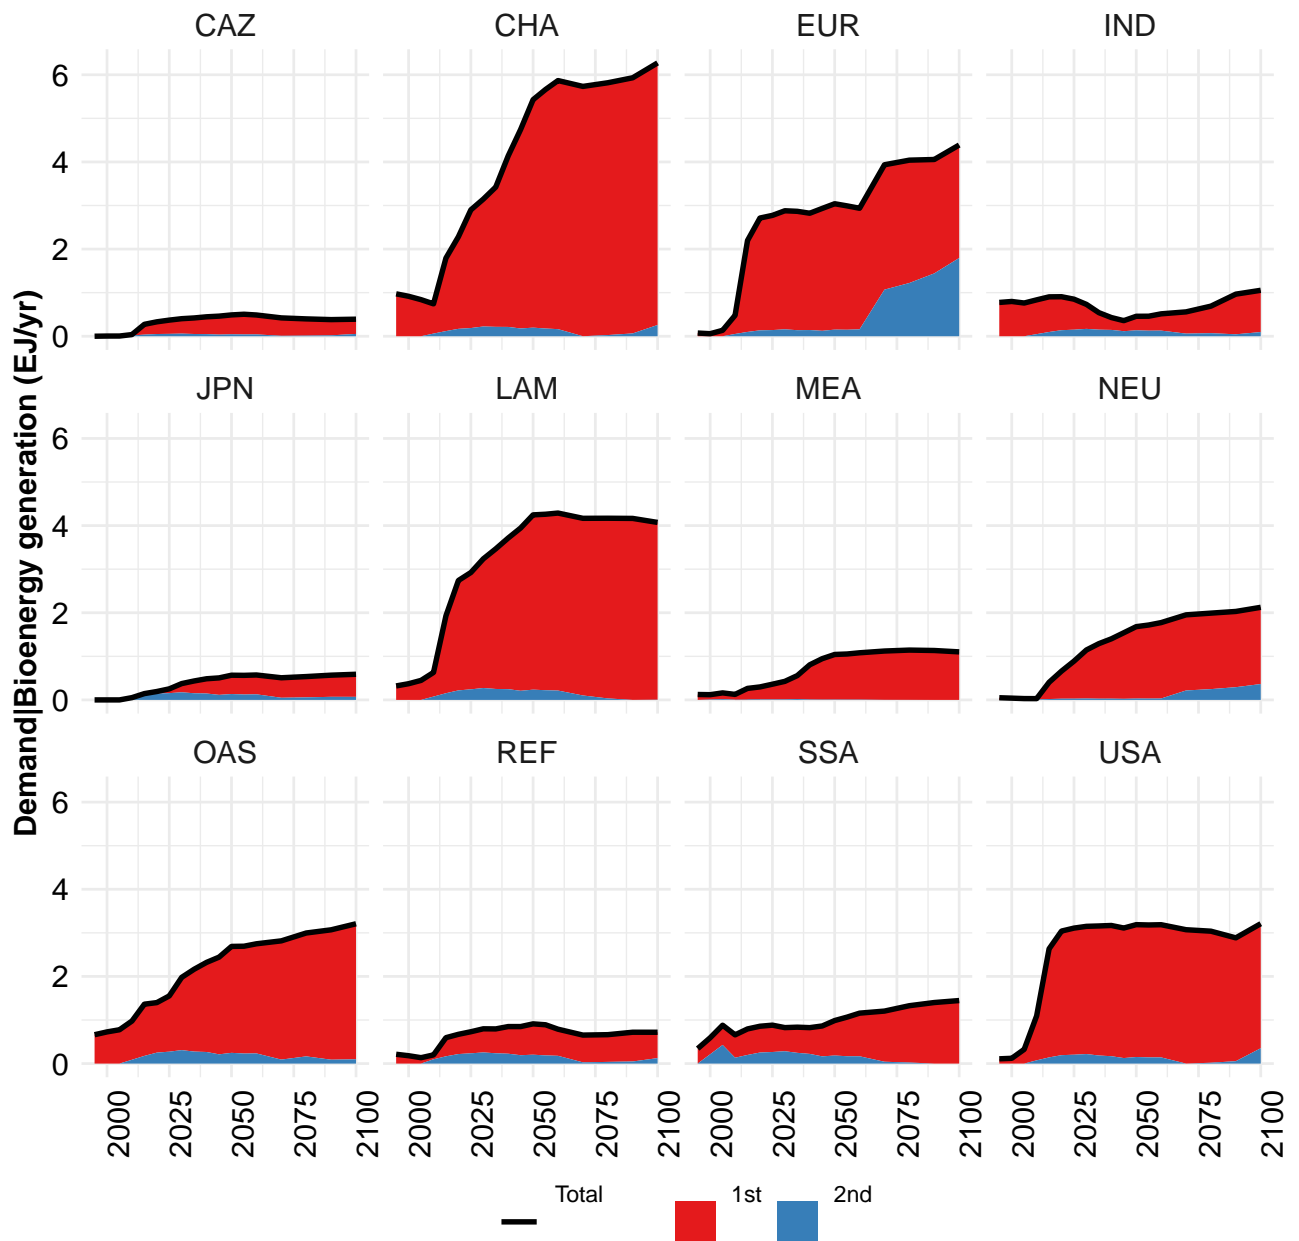 CAZ CHA EUR IND
6
4
2
0
JPN LAM MEA NEU
6
4
2
0
OAS REF SSA USA
6
4
2
0
Demand|Bioenergy generation (EJ/yr)
2000 2025 2050 2075 2100 2000 2025 2050 2075 2100 2000 2025 2050 2075 2100 2000 2025 2050 2075 2100
Total 1st 2nd